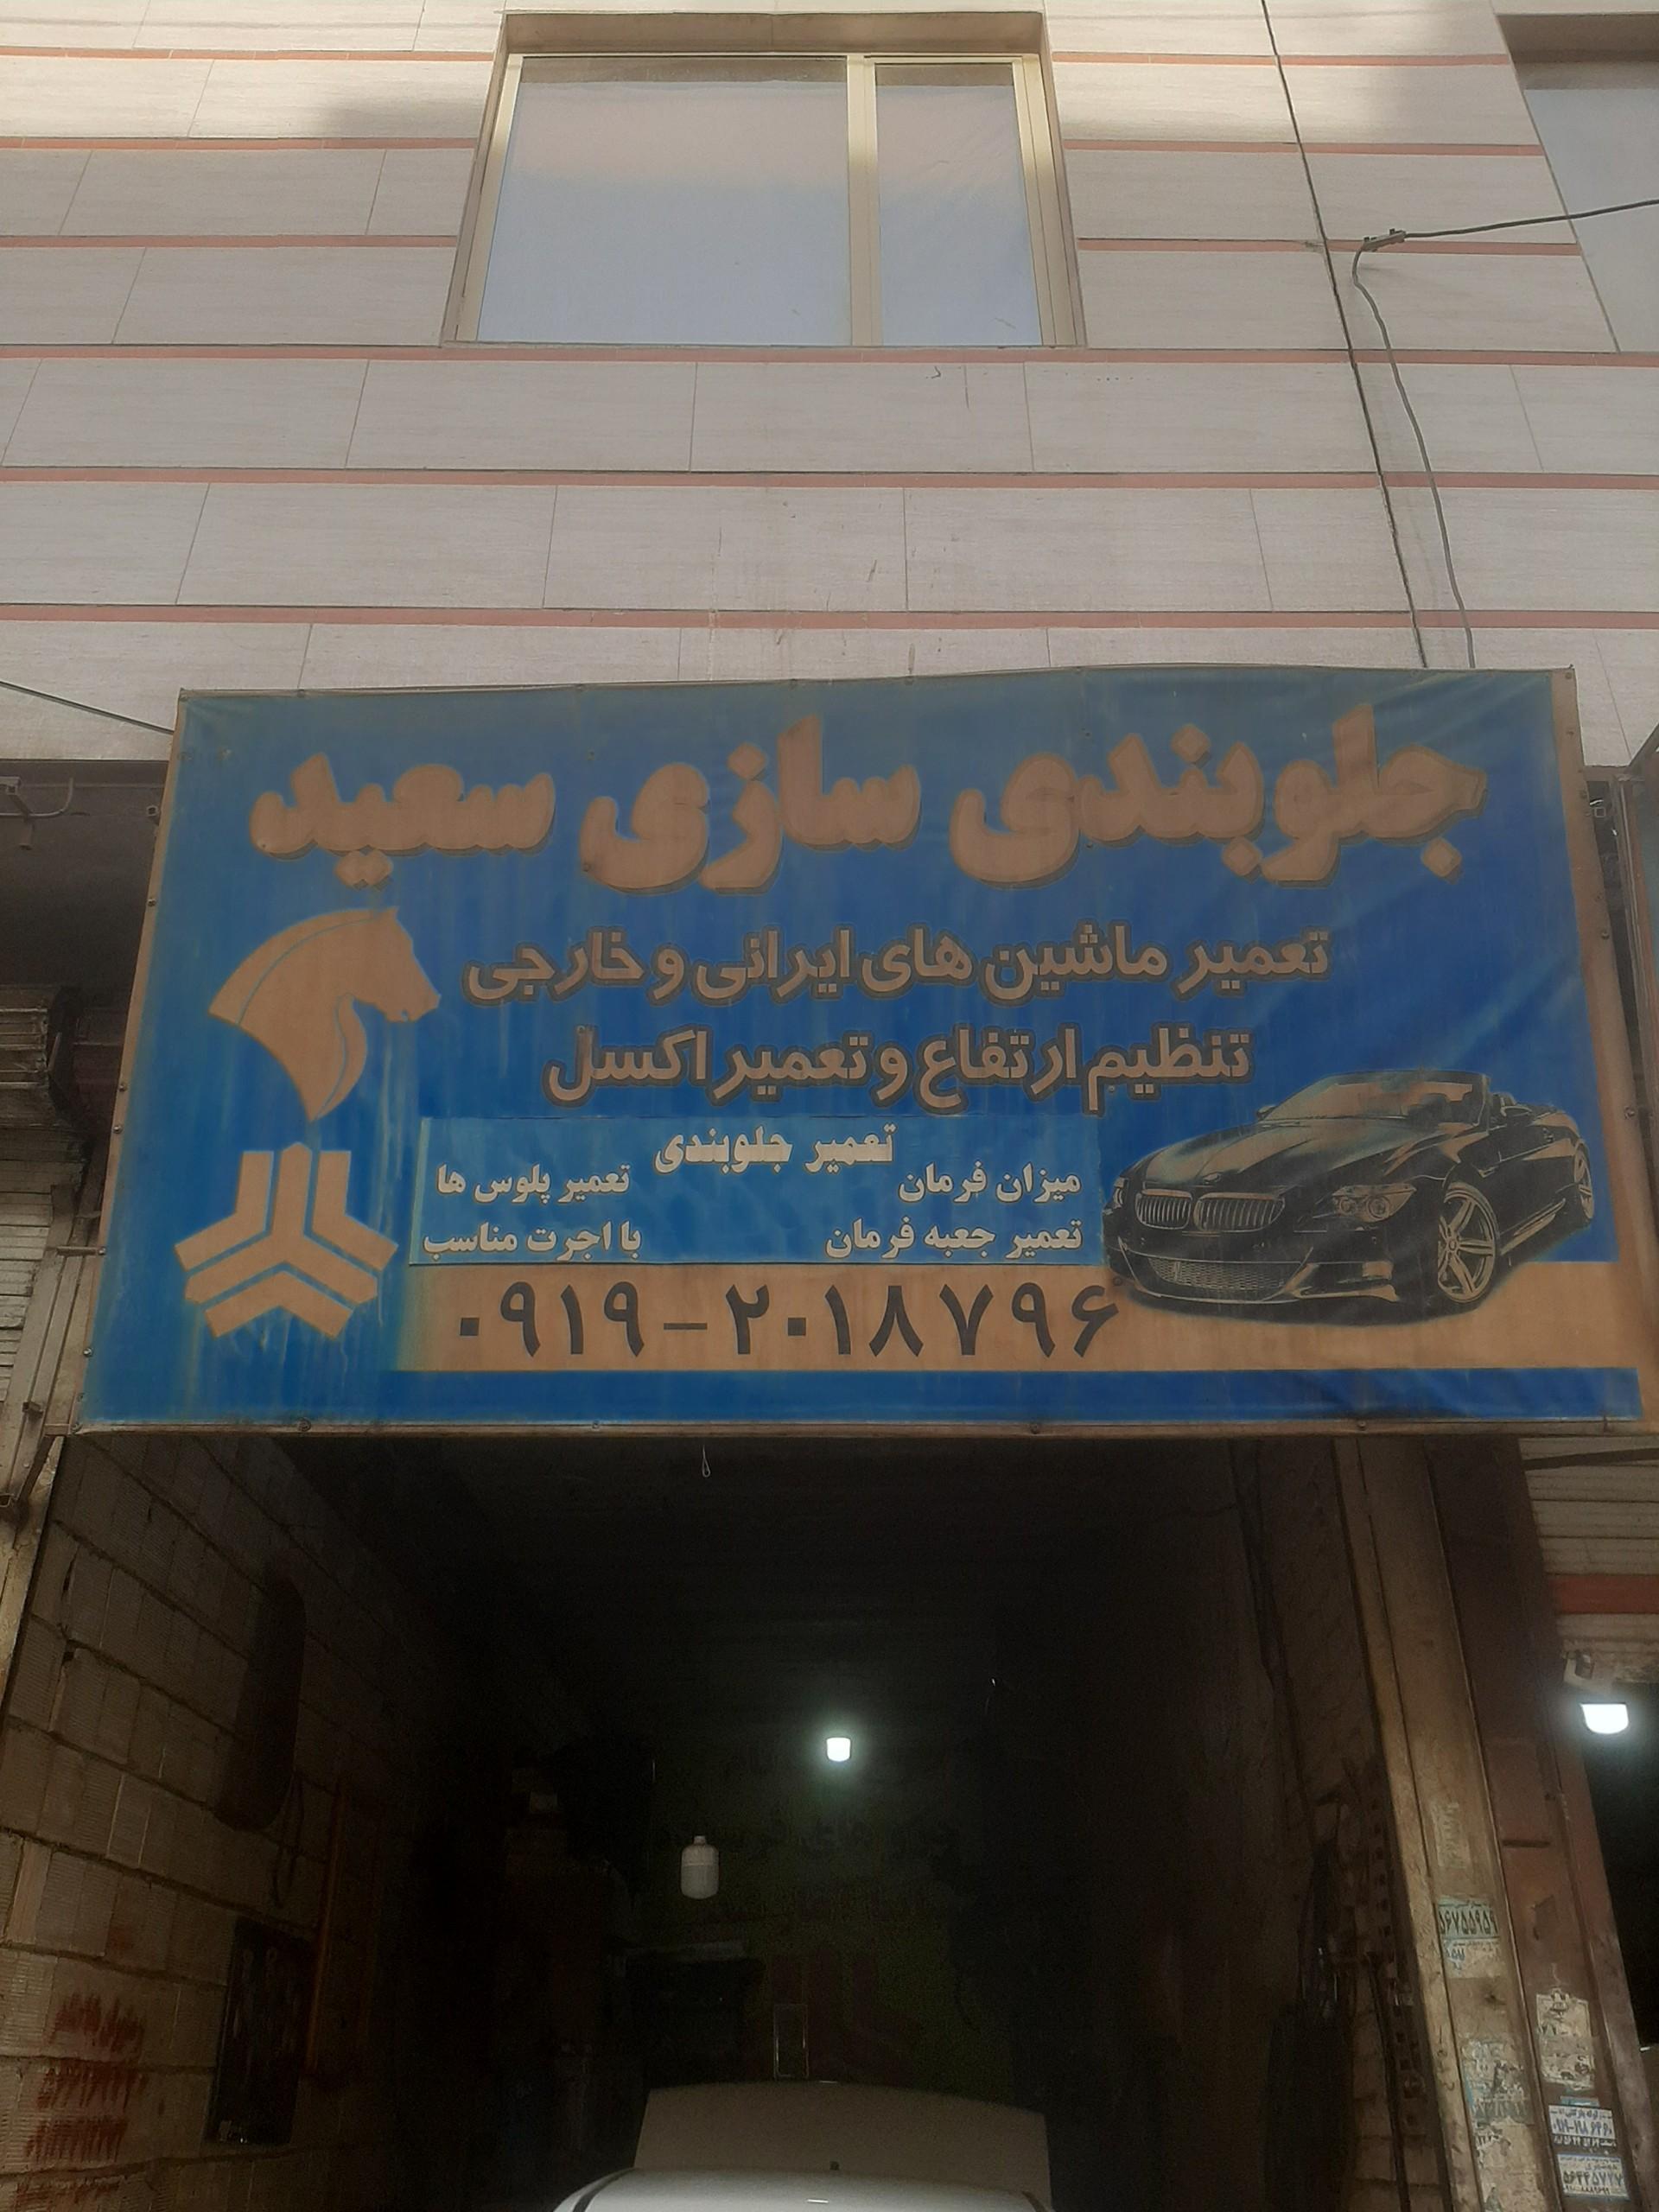 جلوبندی سازی سعید
تعمیر ماشین های ایرانی و خارجی
تنظیم ارتفاع و تعمیر اکسل
تعمیر جلوبندی
میزان فرمان
تعمیر پلوس ها
تعمیر جعبه فرمان
با اجرت مناسب
۰۹۱۹-۲۰۱۸۷۹۶
۵۶۷۵۵۹۵۹